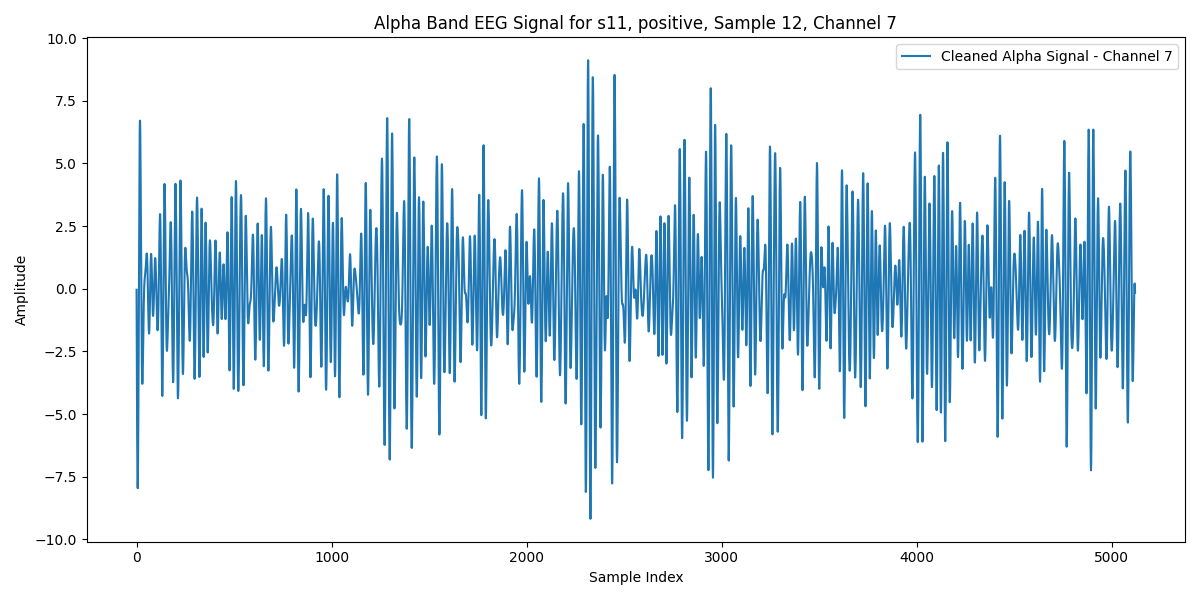 Alpha Band EEG Signal for s11, positive, Sample 12, Channel 7
Cleaned Alpha Signal - Channel 7
10.0
7.5
5.0
2.5
0.0
−2.5
−5.0
−7.5
−10.0
Amplitude
0 1000 2000 3000 4000 5000
Sample Index